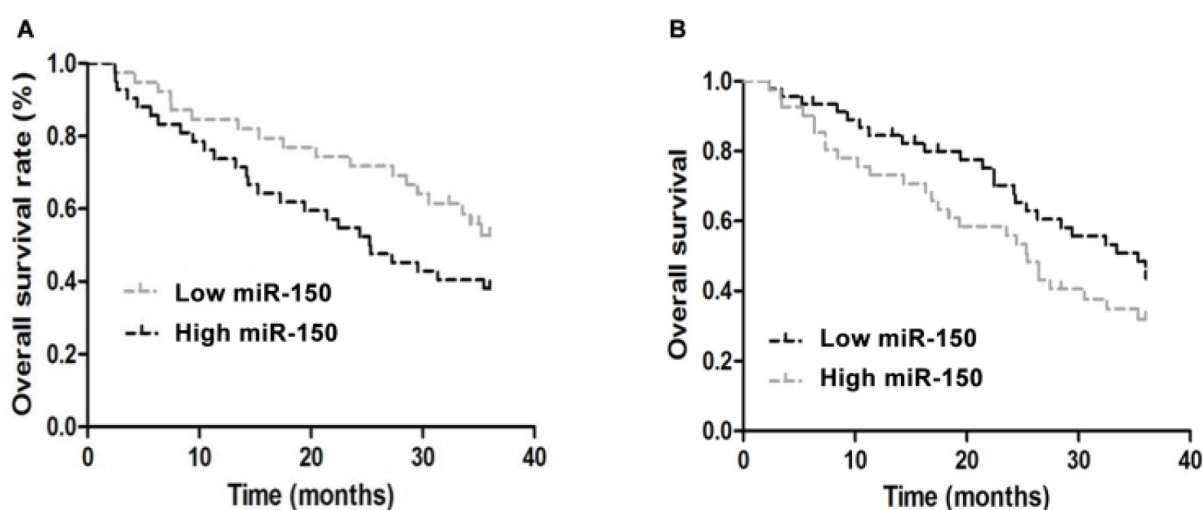 A
Overall survival rate (%)
1.0
0.8
0.6
0.4
0.2
0.0
Low miR-150
High miR-150
0 10 20 30 40
Time (months)
B
Overall survival
1.0
0.8
0.6
0.4
0.2
0.0
Low miR-150
High miR-150
0 10 20 30 40
Time (months)